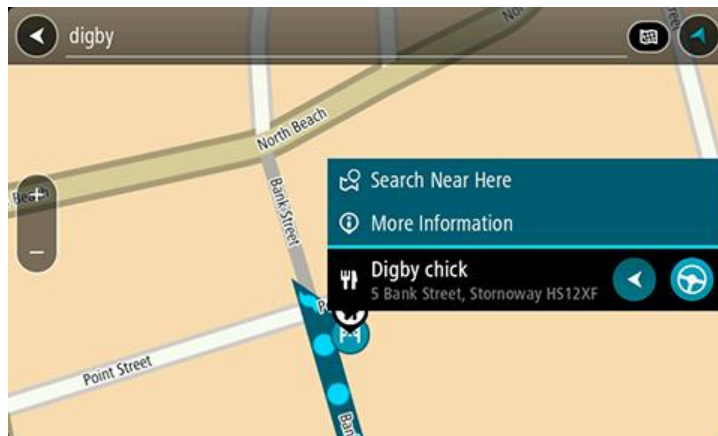 digby
North Beach
Bank Street
Search Near Here
More Information
Digby chick
5 Bank Street, Stornoway HS12XF
Point Street